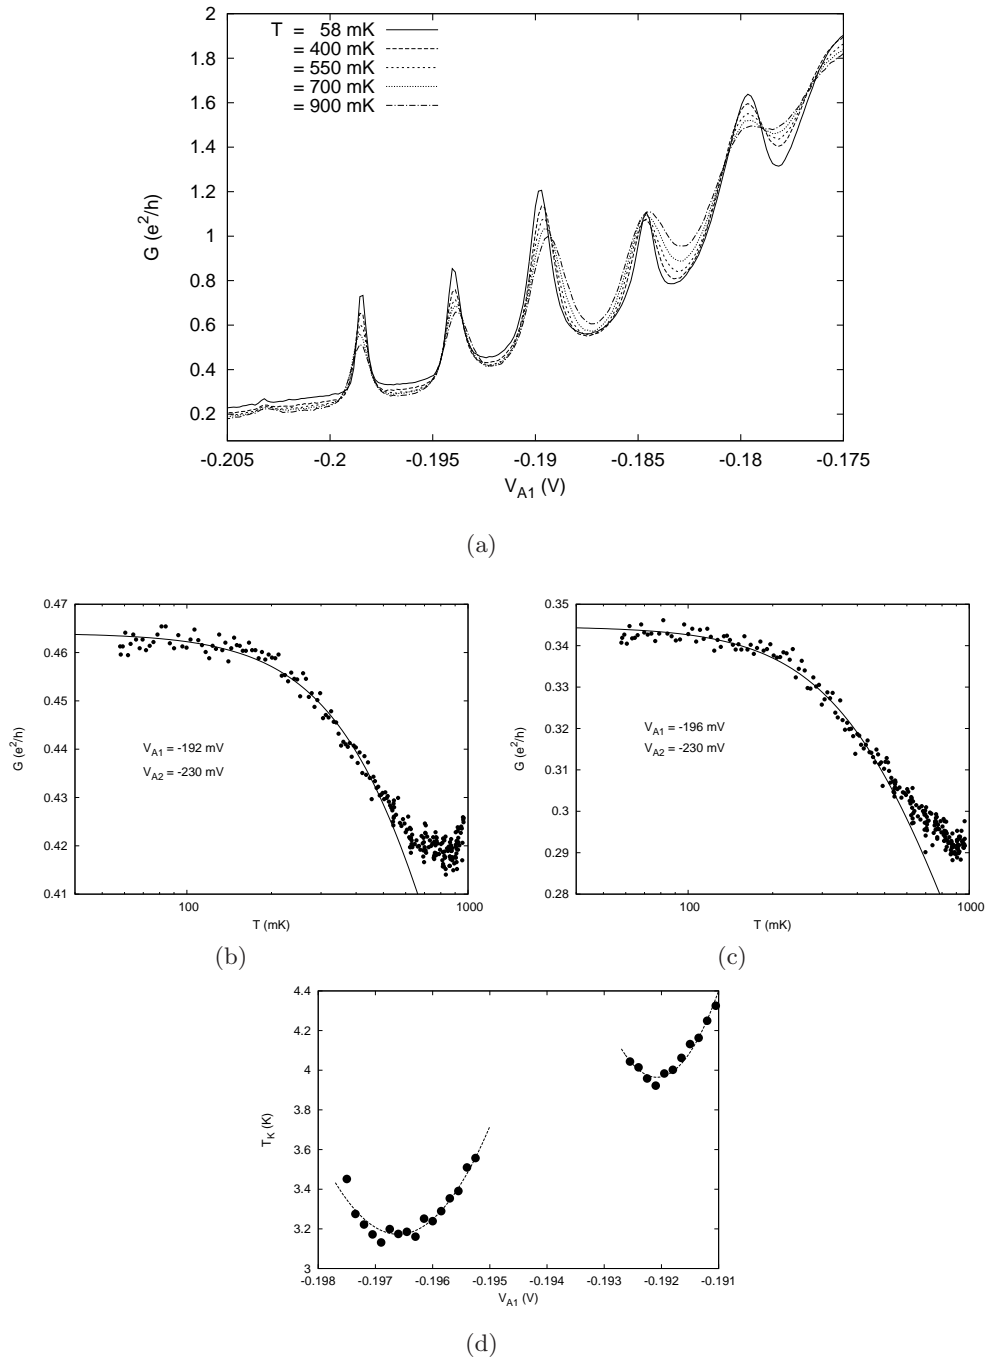 T = 58 mK
= 400 mK
= 550 mK
= 700 mK
= 900 mK
2
1.8
1.6
1.4
1.2
1
0.8
0.6
0.4
0.2
G (e²/h)
-0.205 -0.2 -0.195 -0.19 -0.185 -0.18 -0.175
V_A1 (V)
(a)
0.47
0.46
0.45
0.44
0.43
0.42
0.41
G (e²/h)
V_A1 = -192 mV
V_A2 = -230 mV
100 1000
T (mK)
(b)
0.35
0.34
0.33
0.32
0.31
0.3
0.29
0.28
G (e²/h)
V_A1 = -196 mV
V_A2 = -230 mV
100 1000
T (mK)
(c)
4.4
4.2
4
3.8
3.6
3.4
3.2
3
T_K (K)
-0.198 -0.197 -0.196 -0.195 -0.194 -0.193 -0.192 -0.191
V_A1 (V)
(d)